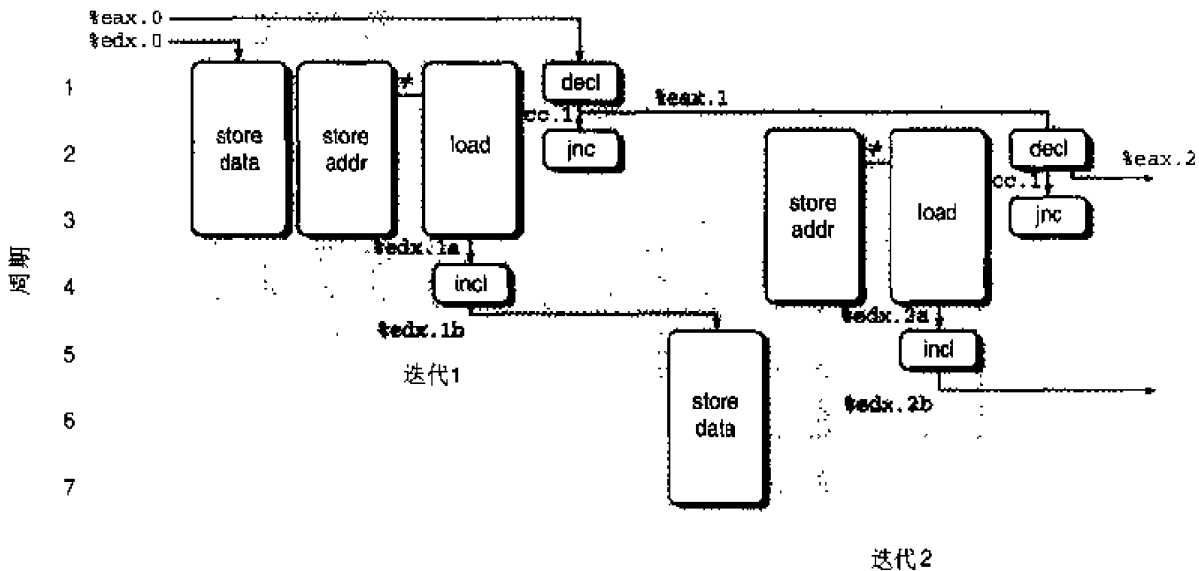 %eax.0
%edx.0
周期
1
2
3
4
5
6
7
store data
store addr
≠
load
decl
cc.1
jnc
%edx.1a
incl
%edx.1b
迭代1
%eax.1
store data
store addr
≠
load
decl
cc.1
jnc
%eax.2
%edx.2a
incl
%edx.2b
迭代2